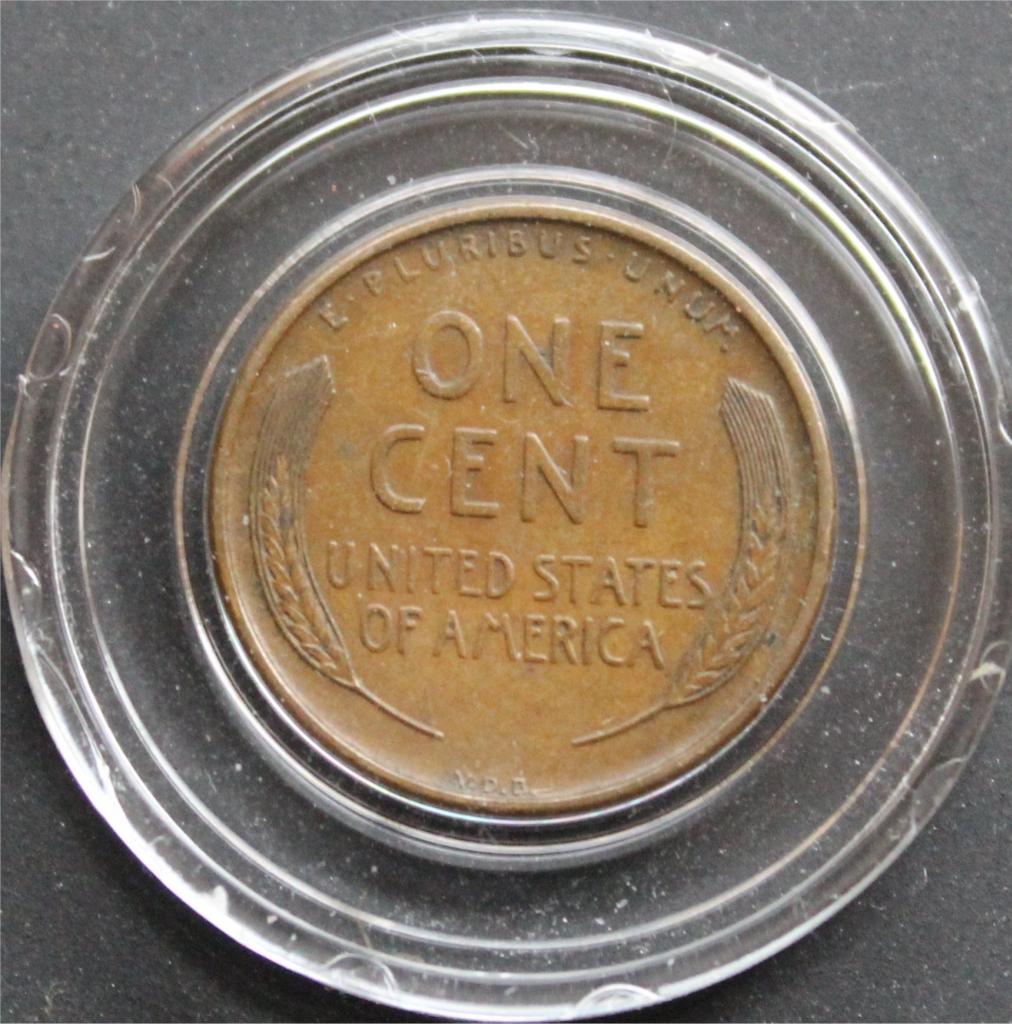 E · PLURIBUS · UNUM
ONE
CENT
UNITED STATES
OF AMERICA
V.D.B.